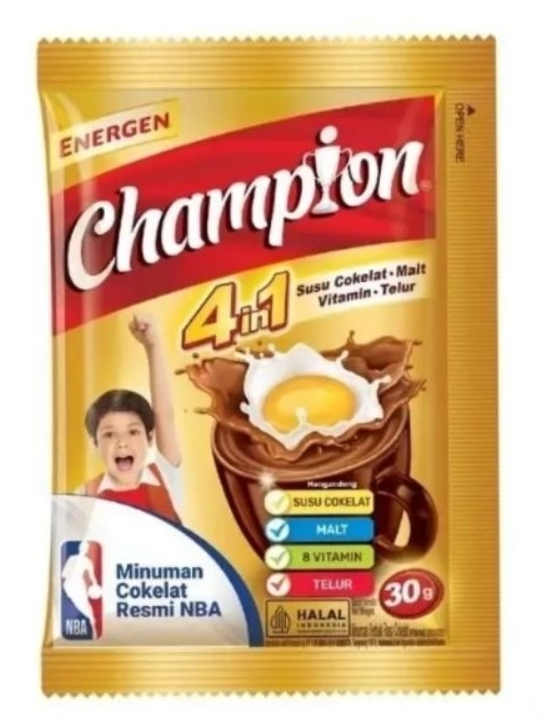 OPEN HERE
ENERGEN
Champion®
4in1
Susu Cokelat • Malt
Vitamin • Telur
Mengandung
SUSU COKELAT
MALT
8 VITAMIN
TELUR
Minuman
Cokelat
Resmi NBA
NBA
HALAL
INDONESIA
30g